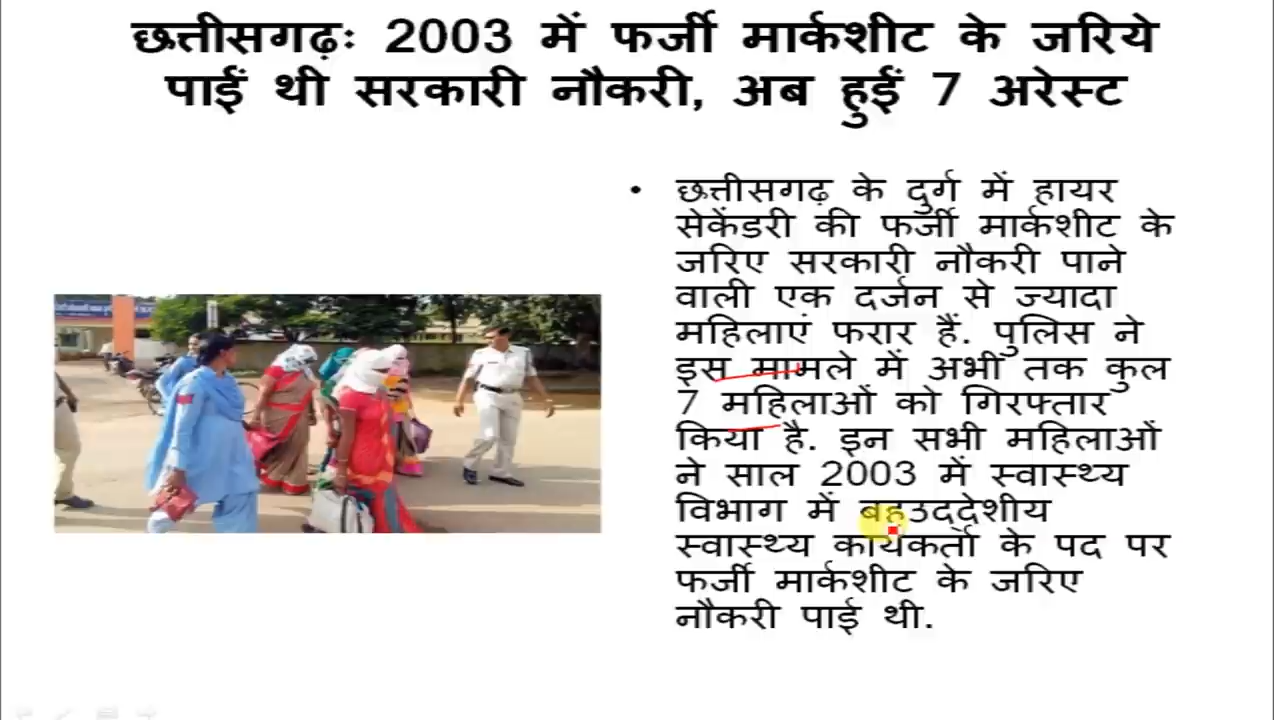 छत्तीसगढ़ः 2003 में फर्जी मार्कशीट के जरिये
पाईं थी सरकारी नौकरी, अब हुईं 7 अरेस्ट
• छत्तीसगढ़ के दुर्ग में हायर
सेकेंडरी की फर्जी मार्कशीट के
जरिए सरकारी नौकरी पाने
वाली एक दर्जन से ज्यादा
महिलाएं फरार हैं. पुलिस ने
इस मामले में अभी तक कुल
7 महिलाओं को गिरफ्तार
किया है. इन सभी महिलाओं
ने साल 2003 में स्वास्थ्य
विभाग में बहुउददेशीय
स्वास्थ्य कार्यकर्ता के पद पर
फर्जी मार्कशीट के जरिए
नौकरी पाई थी.